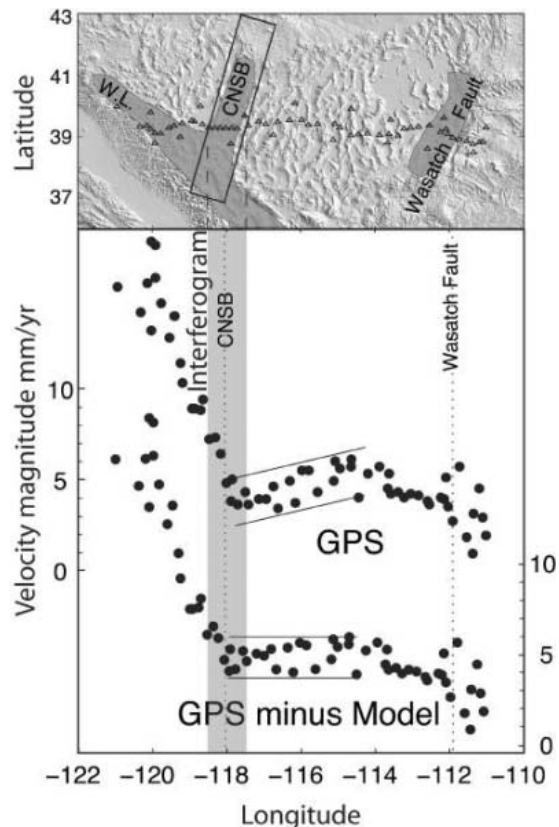 43
41
39
37
Latitude
W.L.
CNSB
Wasatch Fault
Interferogram
CNSB
Wasatch Fault
Velocity magnitude mm/yr
10
5
0
GPS
10
5
0
GPS minus Model
−122 −120 −118 −116 −114 −112 −110
Longitude